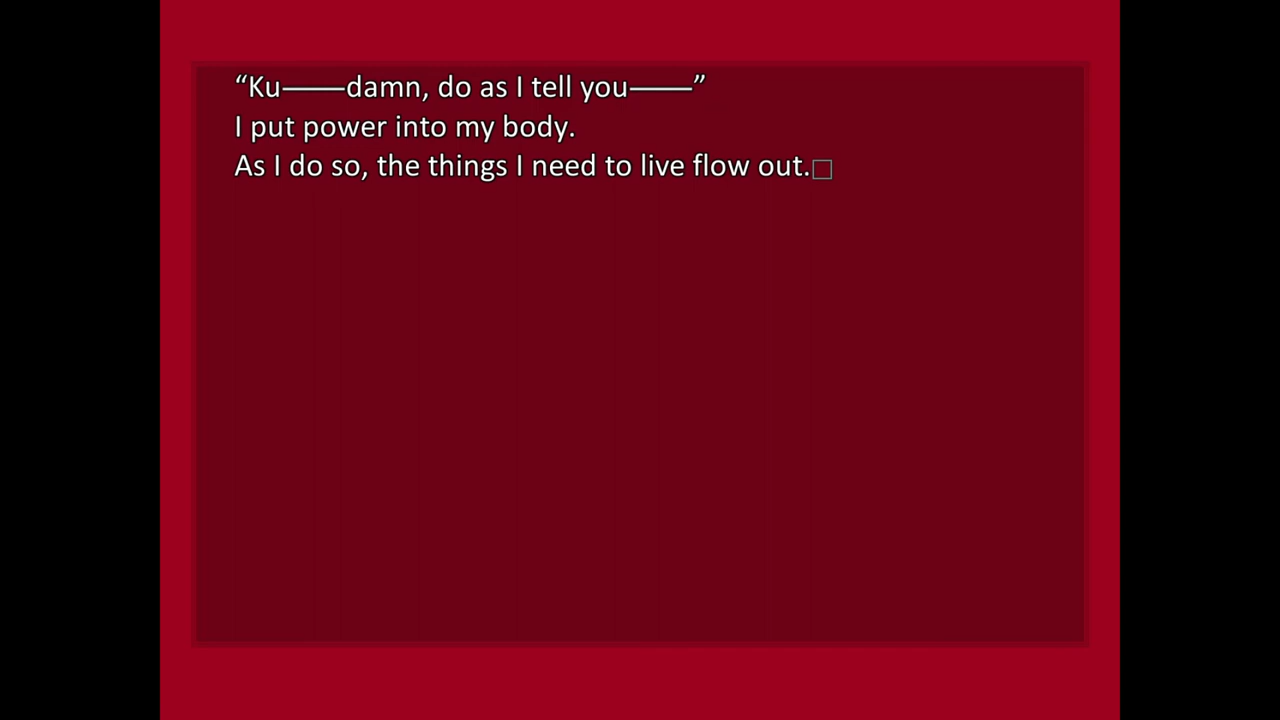 “Ku――damn, do as I tell you――”
I put power into my body.
As I do so, the things I need to live flow out.